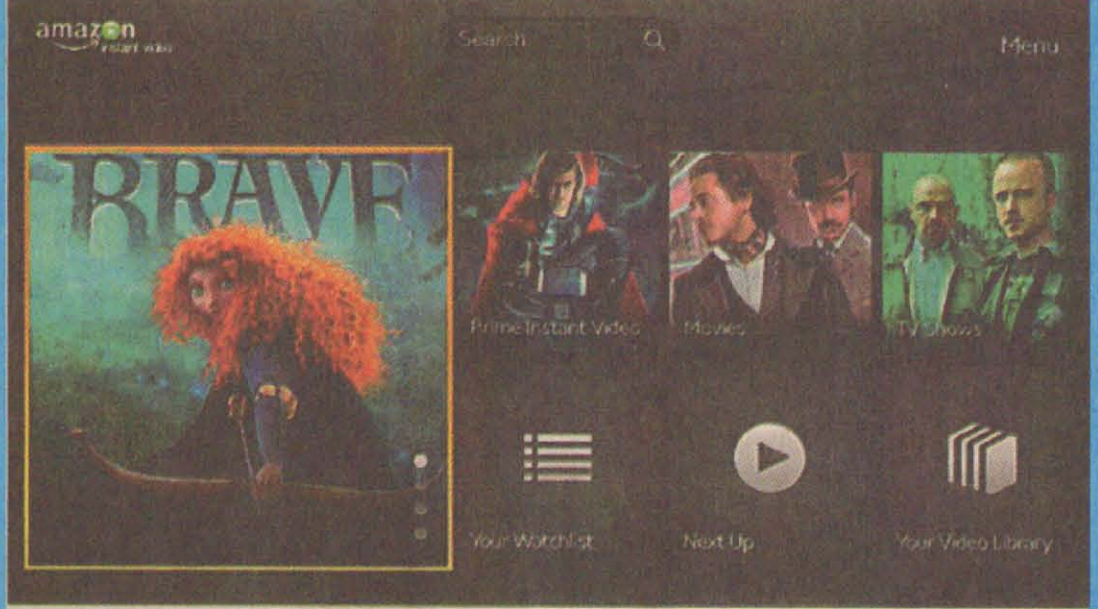 amazon
instant video
Search
Menu
BRAVE
Prime Instant Video
Movies
TV Shows
Your Watchlist
Next Up
Your Video Library